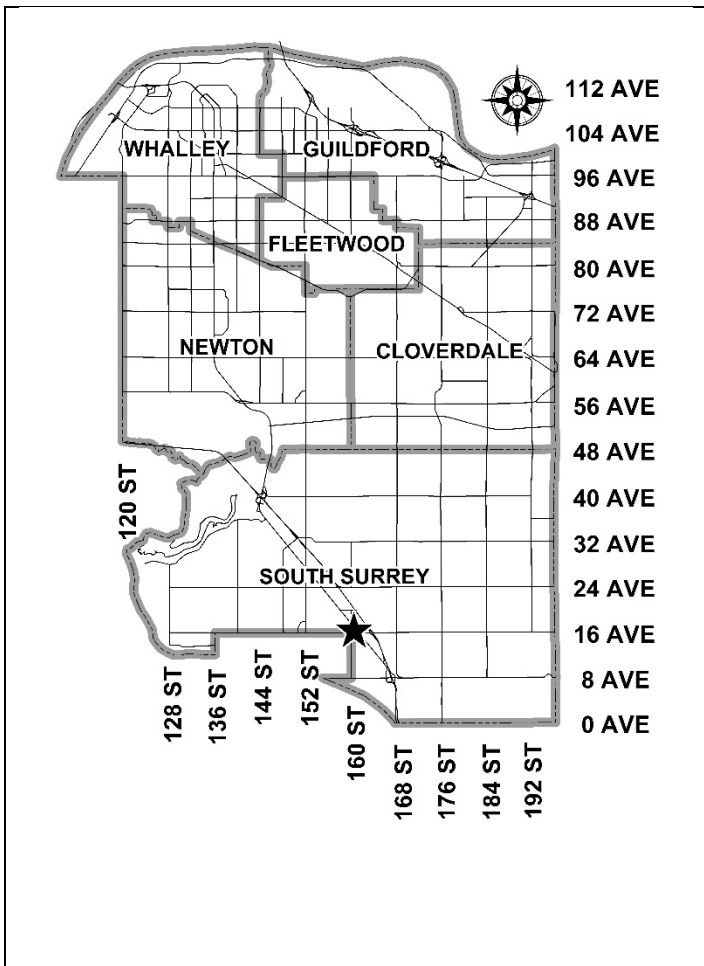 112 AVE
104 AVE
WHALLEY GUILDFORD
96 AVE
88 AVE
FLEETWOOD
80 AVE
72 AVE
NEWTON CLOVERDALE
64 AVE
56 AVE
48 AVE
120 ST
40 AVE
32 AVE
SOUTH SURREY
24 AVE
16 AVE
8 AVE
0 AVE
128 ST
136 ST
144 ST
152 ST
160 ST
168 ST
176 ST
184 ST
192 ST